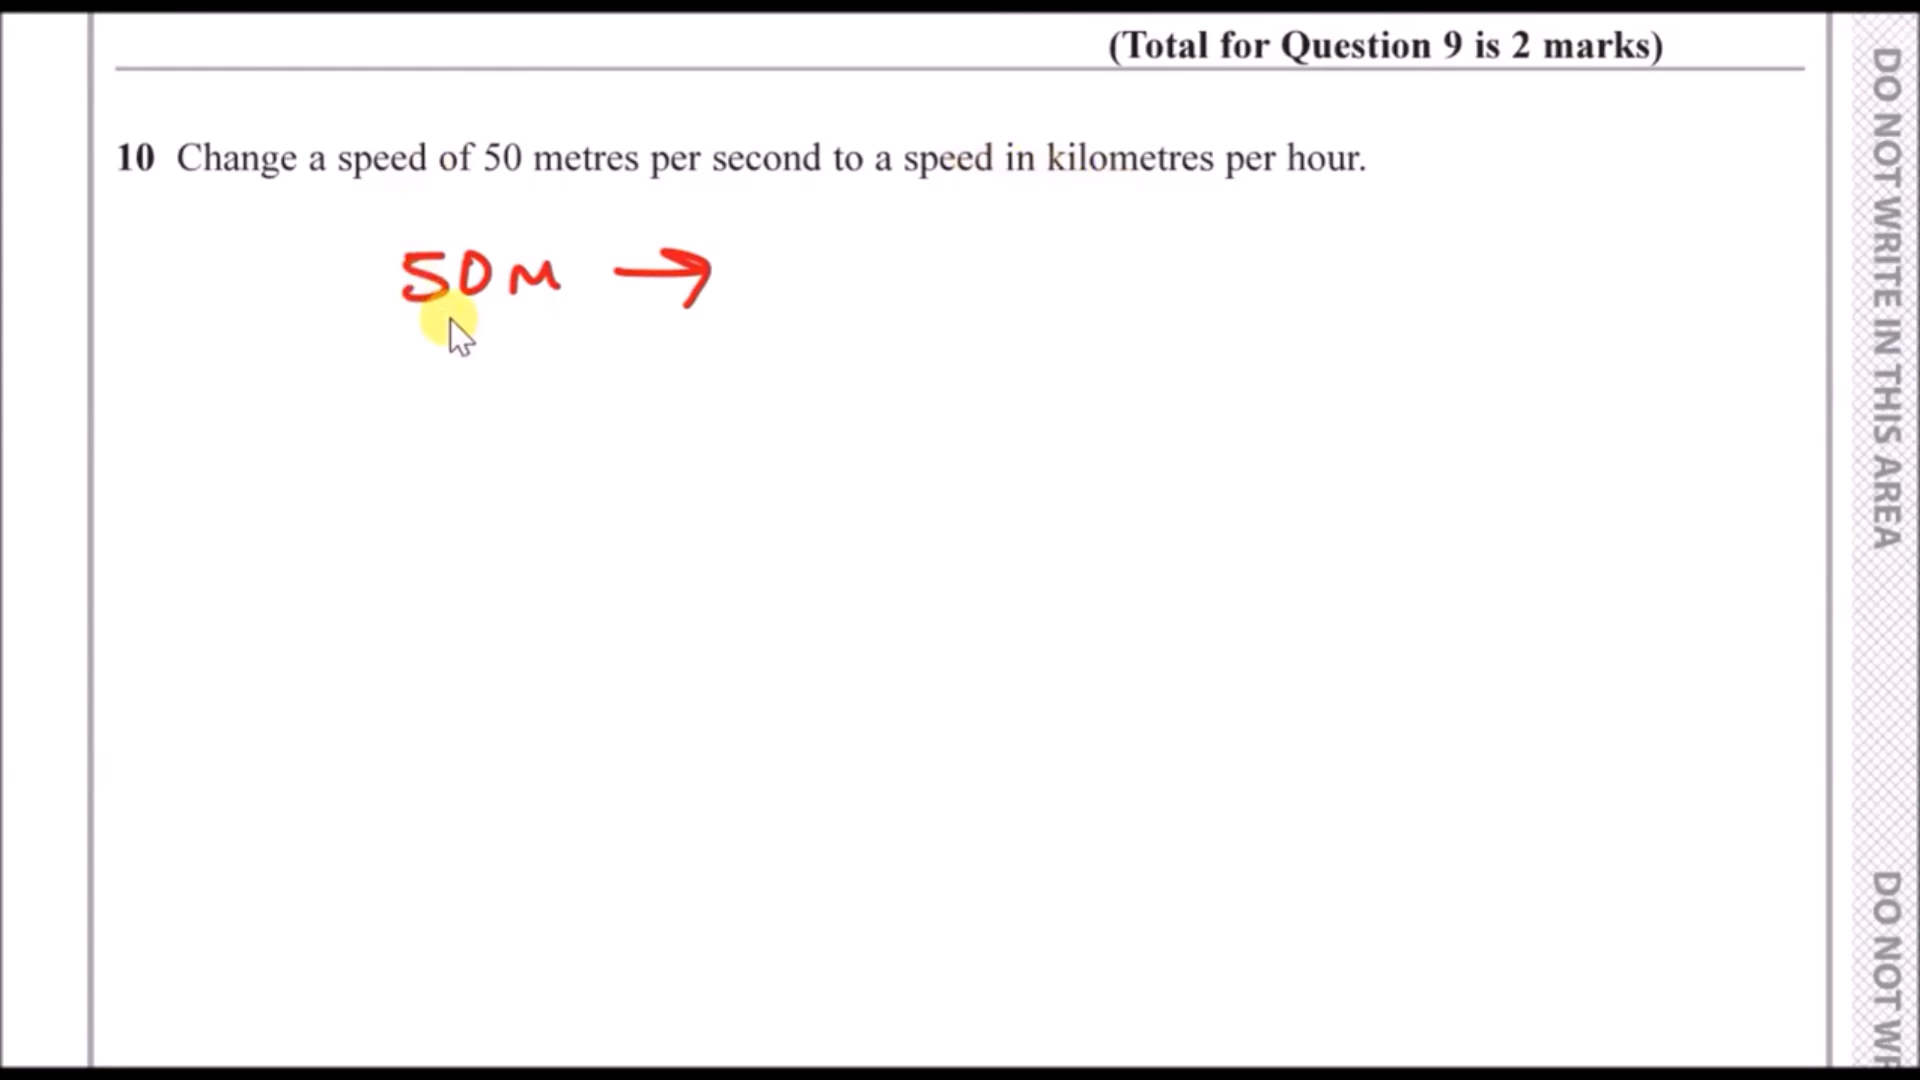 (Total for Question 9 is 2 marks)
10 Change a speed of 50 metres per second to a speed in kilometres per hour.
50M →
DO NOT WRITE IN THIS AREA
DO NOT WR